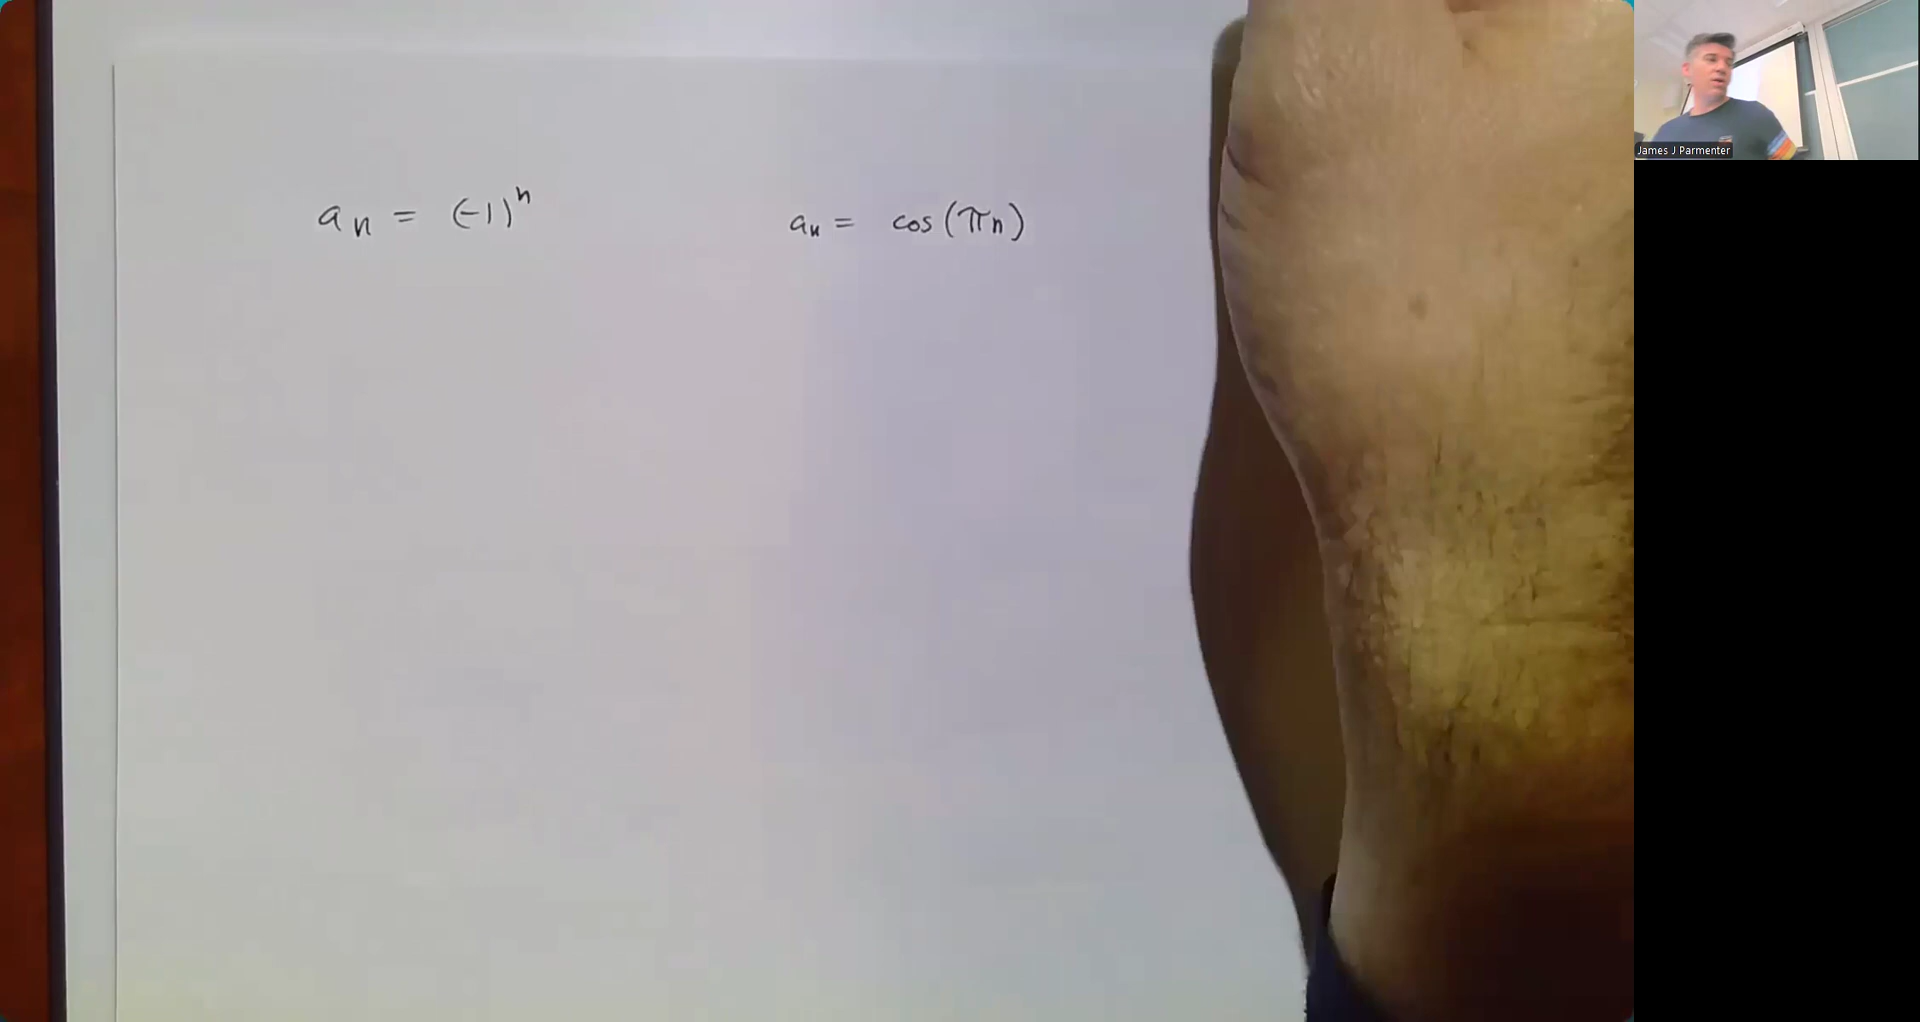 aₙ = (-1)ⁿ
aₙ = cos(πn)
James J Parmenter